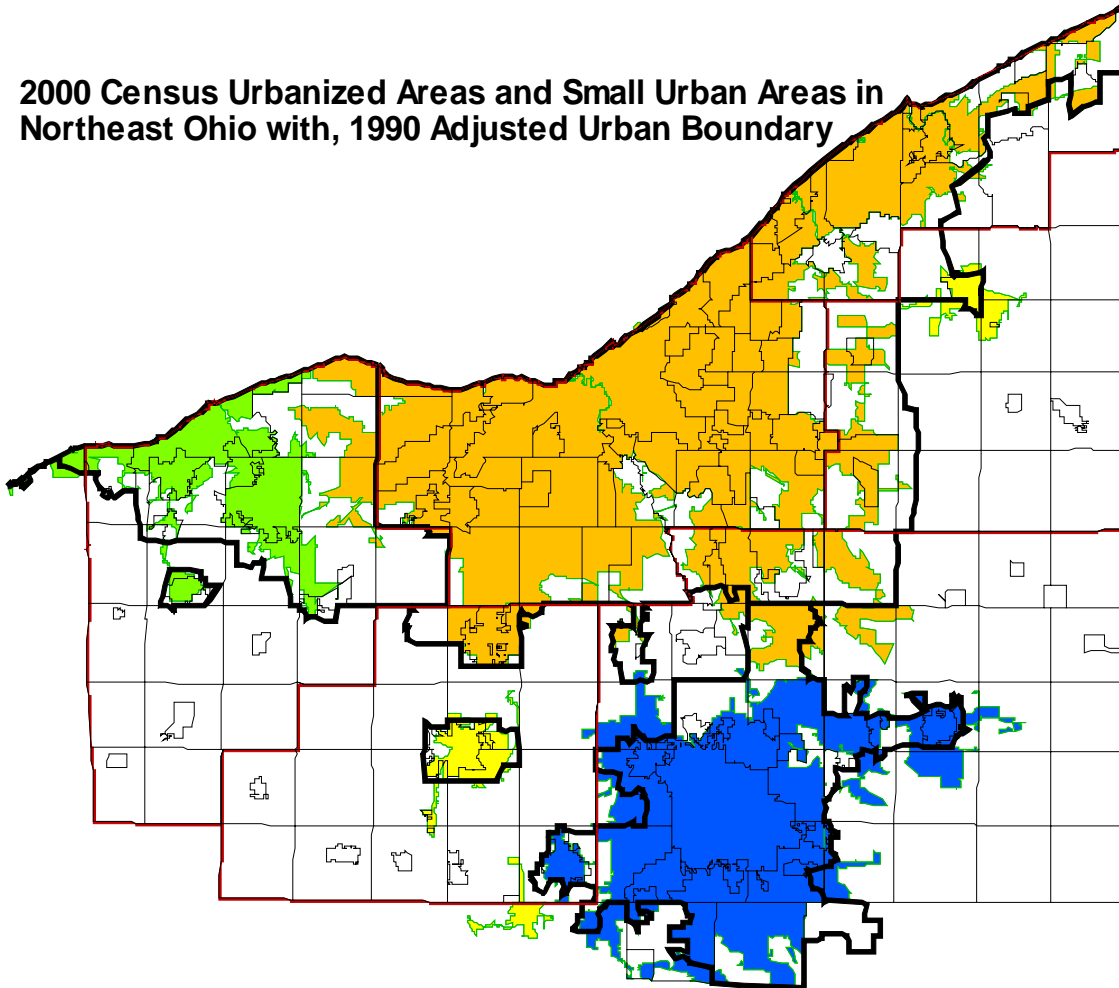 2000 Census Urbanized Areas and Small Urban Areas in
Northeast Ohio with, 1990 Adjusted Urban Boundary